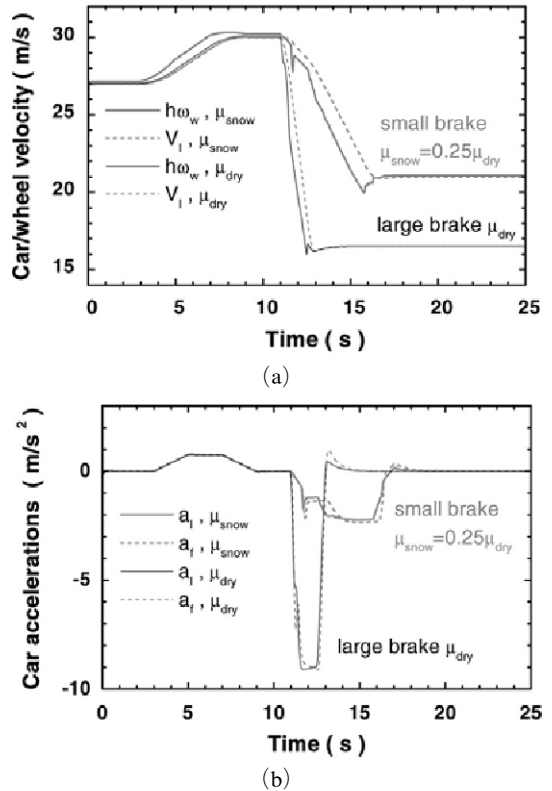 Car/wheel velocity ( m/s )
30
25
20
15
hω_w , μ_snow
V_l , μ_snow
hω_w , μ_dry
V_l , μ_dry
small brake
μ_snow=0.25μ_dry
large brake μ_dry
0 5 10 15 20 25
Time ( s )
(a)
Car accelerations ( m/s² )
0
-5
-10
a_l , μ_snow
a_f , μ_snow
a_l , μ_dry
a_f , μ_dry
small brake
μ_snow=0.25μ_dry
large brake μ_dry
0 5 10 15 20 25
Time ( s )
(b)